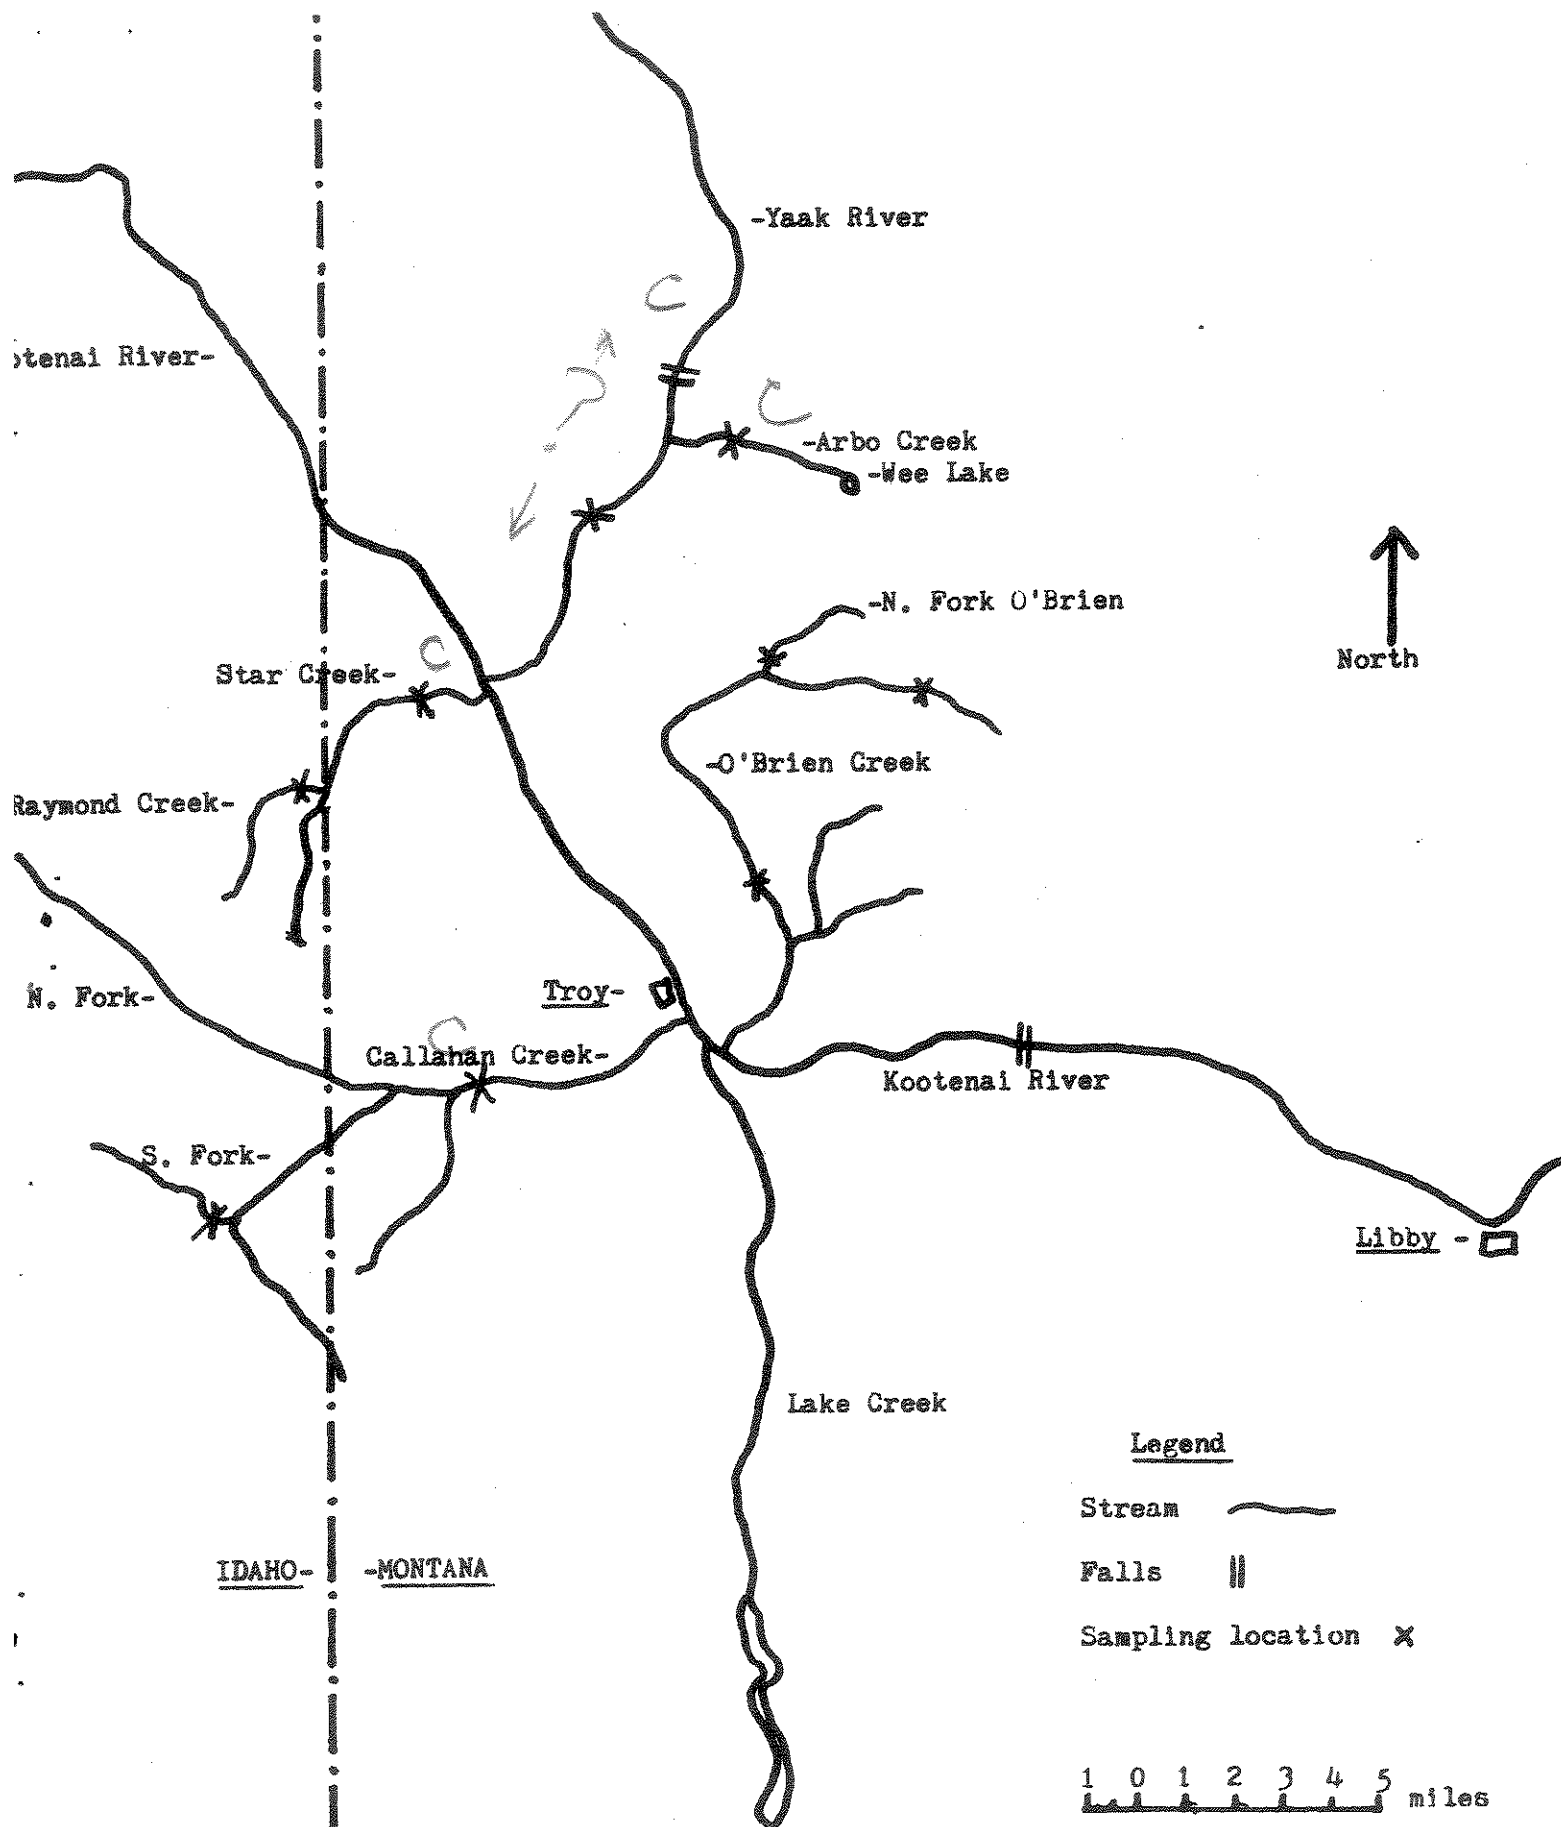 -Yaak River
C
otenai River-
?
C
-Arbo Creek
-Wee Lake
-N. Fork O'Brien
North
C
Star Creek-
-O'Brien Creek
Raymond Creek-
N. Fork-
Troy-
C
Callahan Creek-
Kootenai River
S. Fork-
Libby -
Lake Creek
Legend
Stream
Falls
Sampling location
IDAHO- -MONTANA
1 0 1 2 3 4 5 miles